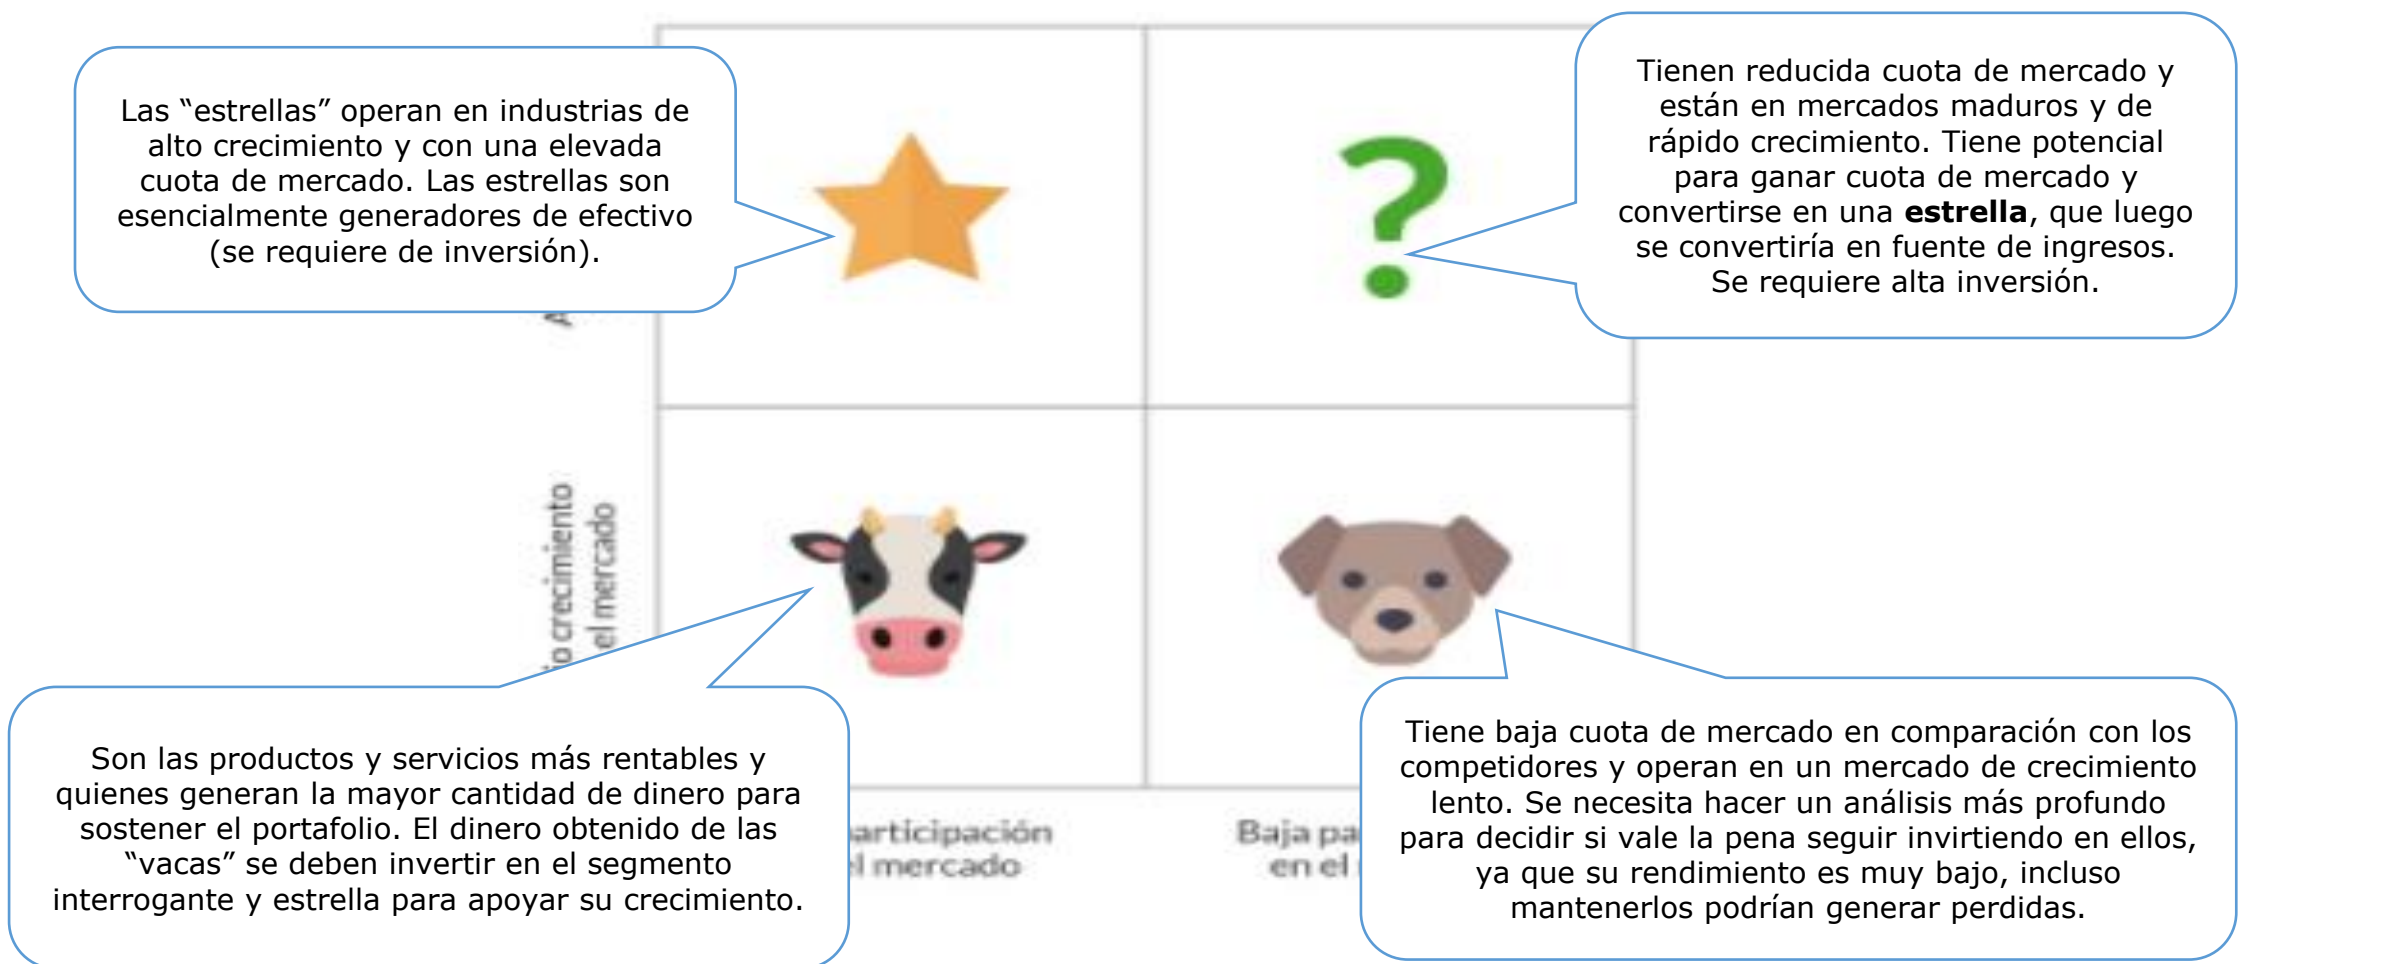 Las “estrellas” operan en industrias de
alto crecimiento y con una elevada
cuota de mercado. Las estrellas son
esencialmente generadores de efectivo
(se requiere de inversión).
Tienen reducida cuota de mercado y
están en mercados maduros y de
rápido crecimiento. Tiene potencial
para ganar cuota de mercado y
convertirse en una estrella, que luego
se convertiría en fuente de ingresos.
Se requiere alta inversión.
?
crecimiento
el mercado
Son las productos y servicios más rentables y
quienes generan la mayor cantidad de dinero para
sostener el portafolio. El dinero obtenido de las
“vacas” se deben invertir en el segmento
interrogante y estrella para apoyar su crecimiento.
articipación
el mercado
Baja pa
en el
Tiene baja cuota de mercado en comparación con los
competidores y operan en un mercado de crecimiento
lento. Se necesita hacer un análisis más profundo
para decidir si vale la pena seguir invirtiendo en ellos,
ya que su rendimiento es muy bajo, incluso
mantenerlos podrían generar perdidas.